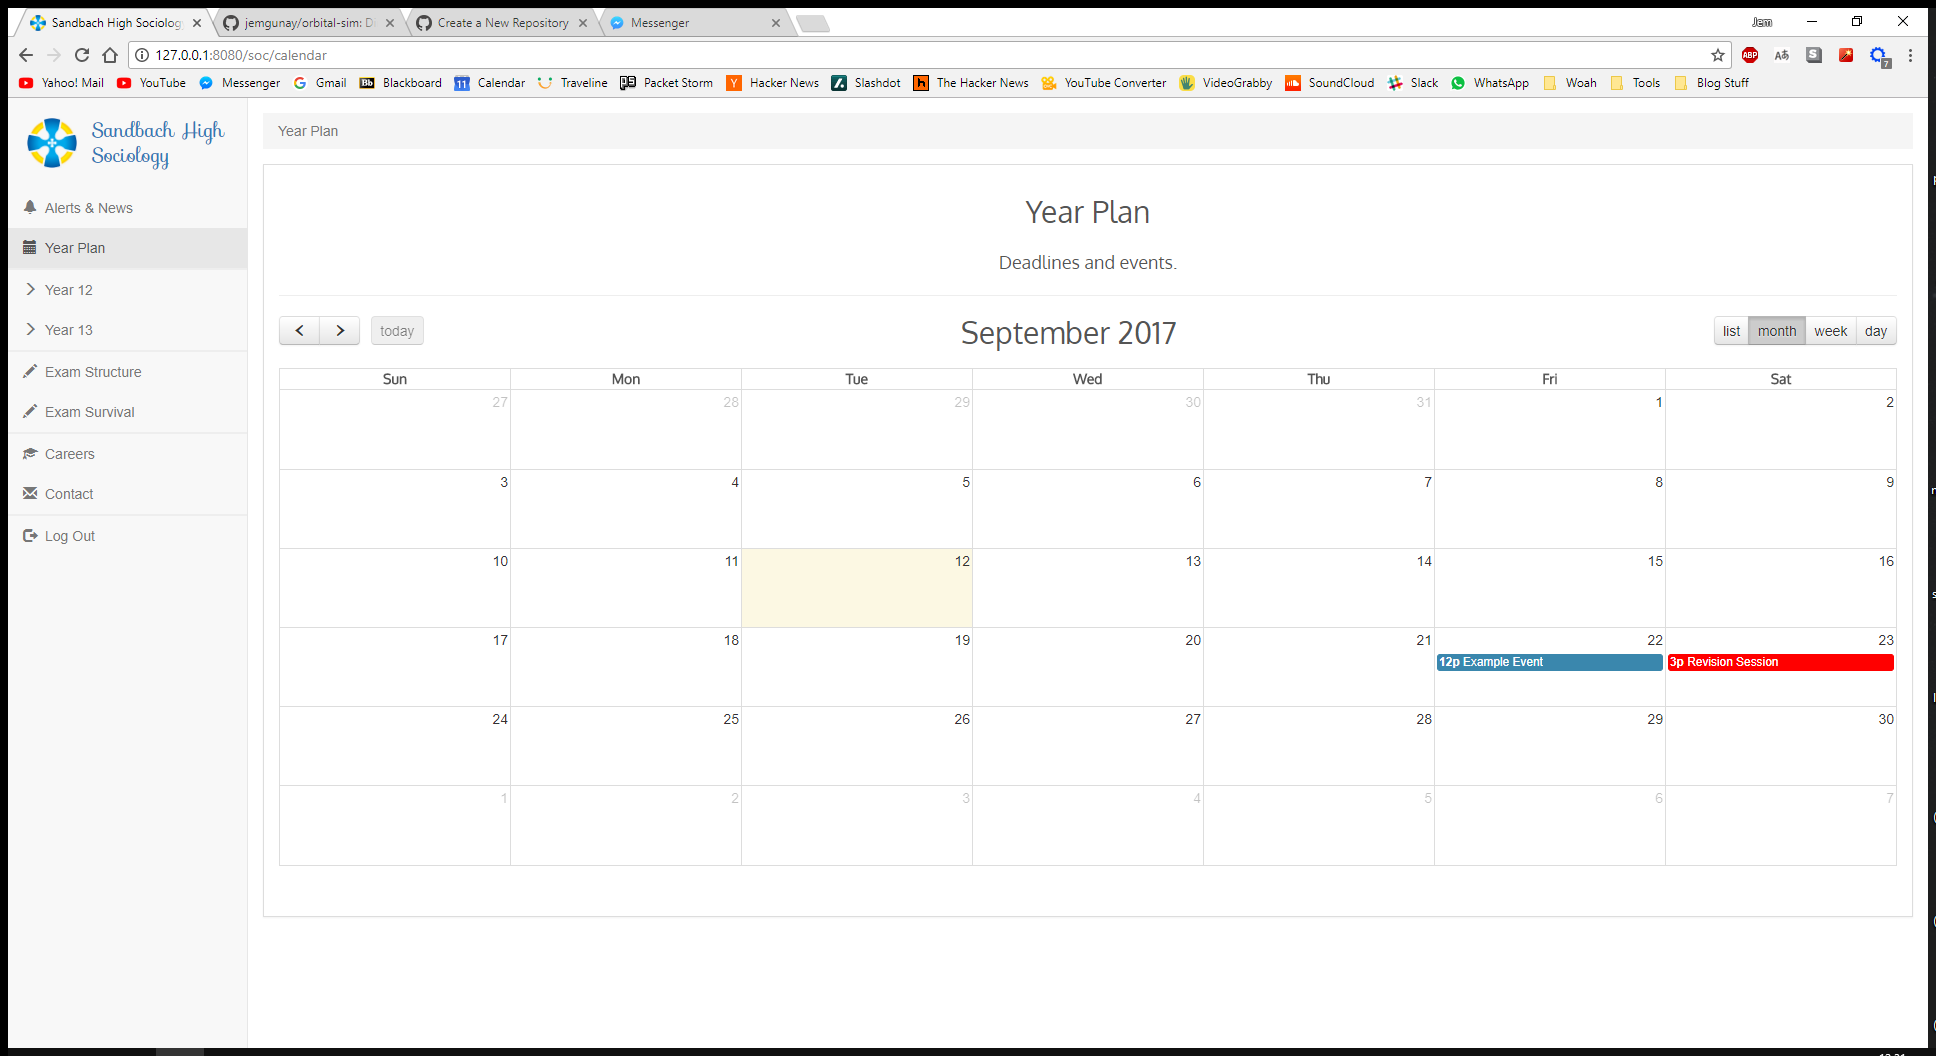 Sandbach High Sociolog
jemgunay/orbital-sim: D
Create a New Repository
Messenger
Jem
127.0.0.1:8080/soc/calendar
ABP
Aあ
S
7
Yahoo! Mail
YouTube
Messenger
Gmail
Bb Blackboard
11 Calendar
Traveline
Packet Storm
Y Hacker News
Slashdot
h The Hacker News
YouTube Converter
VideoGrabby
SoundCloud
Slack
WhatsApp
Woah
Tools
Blog Stuff
Sandbach High
Sociology
Alerts & News
Year Plan
Year 12
Year 13
Exam Structure
Exam Survival
Careers
Contact
Log Out
Year Plan
Year Plan
Deadlines and events.
today
September 2017
list month week day
Sun Mon Tue Wed Thu Fri Sat
27 28 29 30 31 1 2
3 4 5 6 7 8 9
10 11 12 13 14 15 16
17 18 19 20 21 22 23
12p Example Event 3p Revision Session
24 25 26 27 28 29 30
1 2 3 4 5 6 7